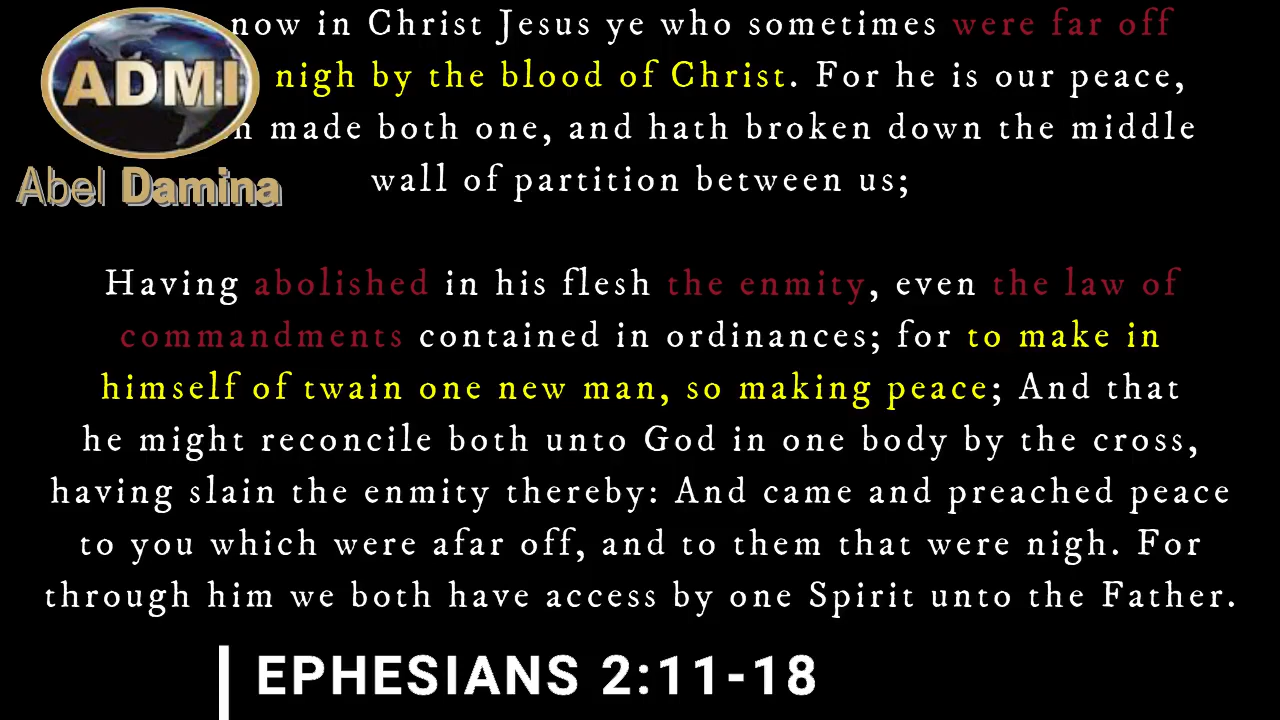 now in Christ Jesus ye who sometimes were far off
ADMI
nigh by the blood of Christ. For he is our peace,
made both one, and hath broken down the middle
Abel Damina
wall of partition between us;
Having abolished in his flesh the enmity, even the law of
commandments contained in ordinances; for to make in
himself of twain one new man, so making peace; And that
he might reconcile both unto God in one body by the cross,
having slain the enmity thereby: And came and preached peace
to you which were afar off, and to them that were nigh. For
through him we both have access by one Spirit unto the Father.
EPHESIANS 2:11-18